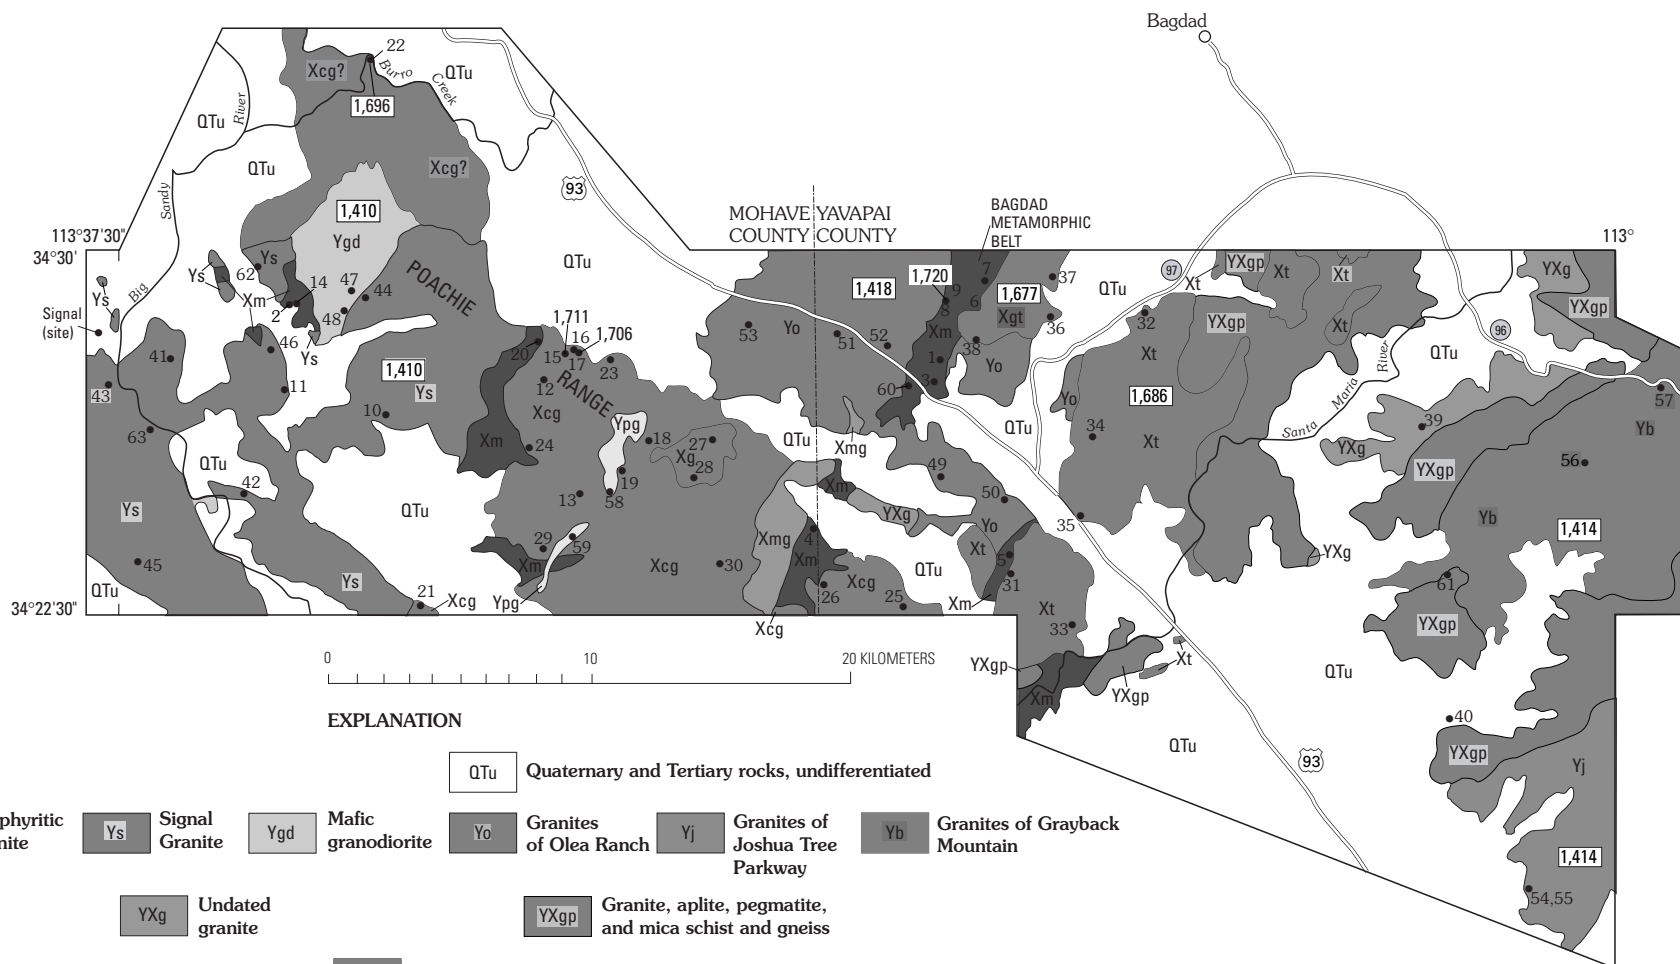 Bagdad
22
Xcg?
Burro
Creek
QTu
1,696
River
QTu
QTu
Xcg?
Sandy
93
1,410
Ygd
MOHAVE YAVAPAI
COUNTY COUNTY
BAGDAD
METAMORPHIC
BELT
113°37'30"
34°30'
113°
Ys
62
Ys
14
47
44
POACHIE
QTu
1,720
7
37
97
YXgp
Xt
Xt
YXg
Ys
Big
Xm
2
48
1,418
9
8
6
1,677
QTu
Xt
YXgp
Signal
(site)
Xgt
36
32
YXgp
Xt
96
46
Ys
1,711
16
1,706
53
Yo
51
52
Xm
38
Xt
River
QTu
41
20
15
17
23
1
Yo
43
11
1,410
Ys
12
RANGE
60
3
Yo
1,686
Maria
57
10
Xcg
Ypg
QTu
39
Yb
63
Xm
24
18
27
Xg
28
QTu
Xmg
34
Xt
Santa
YXg
YXgp
56
QTu
42
19
49
Ys
QTu
13
58
Xm
YXg
50
Yo
35
Yb
1,414
29
59
Xmg
4
Xm
Xt
5
YXg
45
Xm
Xcg
30
Xcg
QTu
31
QTu
Ys
21
Xcg
Ypg
26
25
Xm
Xt
61
34°22'30"
Xcg
33
YXgp
0
10
20 KILOMETERS
YXgp
Xt
QTu
Xm
YXgp
EXPLANATION
40
QTu
93
YXgp
Yj
QTu
Quaternary and Tertiary rocks, undifferentiated
phyritic
nite
Ys
Signal
Granite
Ygd
Mafic
granodiorite
Yo
Granites
of Olea Ranch
Yj
Granites of
Joshua Tree
Parkway
Yb
Granites of Grayback
Mountain
1,414
54,55
YXg
Undated
granite
YXgp
Granite, aplite, pegmatite,
and mica schist and gneiss